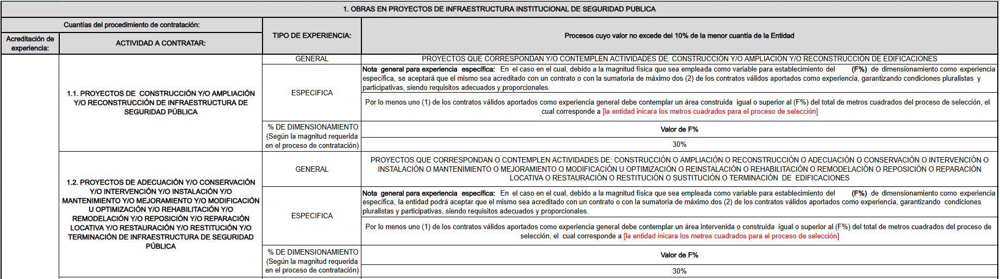 1. OBRAS EN PROYECTOS DE INFRAESTRUCTURA INSTITUCIONAL DE SEGURIDAD PUBLICA
Cuantías del procedimiento de contratación:
Acreditación de
experiencia:
ACTIVIDAD A CONTRATAR:
TIPO DE EXPERIENCIA:
Procesos cuyo valor no excede del 10% de la menor cuantía de la Entidad
1.1. PROYECTOS DE CONSTRUCCIÓN Y/O AMPLIACIÓN
Y/O RECONSTRUCCIÓN DE INFRAESTRUCTURA DE
SEGURIDAD PÚBLICA
GENERAL
PROYECTOS QUE CORRESPONDAN Y/O CONTEMPLEN ACTIVIDADES DE: CONSTRUCCIÓN Y/O AMPLIACIÓN Y/O RECONSTRUCCIÓN DE EDIFICACIONES
ESPECIFICA
Nota general para experiencia específica: En el caso en el cual, debido a la magnitud física que sea empleada como variable para establecimiento del (F%) de dimensionamiento como experiencia
específica, se aceptará que el mismo sea acreditado con un contrato o con la sumatoria de máximo dos (2) de los contratos válidos aportados como experiencia, garantizando condiciones pluralistas y
participativas, siendo requisitos adecuados y proporcionales.
Por lo menos uno (1) de los contratos válidos aportados como experiencia general debe contemplar un área construida igual o superior al (F%) del total de metros cuadrados del proceso de selección, el
cual corresponde a [la entidad inicara los metros cuadrados para el proceso de selección]
% DE DIMENSIONAMIENTO
(Según la magnitud requerida
en el proceso de contratación)
Valor de F%
30%
1.2. PROYECTOS DE ADECUACIÓN Y/O CONSERVACIÓN
Y/O INTERVENCIÓN Y/O INSTALACIÓN Y/O
MANTENIMIENTO Y/O MEJORAMIENTO Y/O MODIFICACIÓN
U OPTIMIZACIÓN Y/O REHABILITACIÓN Y/O
REMODELACIÓN Y/O REPOSICIÓN Y/O REPARACIÓN
LOCATIVA Y/O RESTAURACIÓN Y/O RESTITUCIÓN Y/O
TERMINACIÓN DE INFRAESTRUCTURA DE SEGURIDAD
PÚBLICA
GENERAL
PROYECTOS QUE CORRESPONDAN O CONTEMPLEN ACTIVIDADES DE: CONSTRUCCIÓN O AMPLIACIÓN O RECONSTRUCCIÓN O ADECUACIÓN O CONSERVACIÓN O INTERVENCIÓN O
INSTALACIÓN O MANTENIMIENTO O MEJORAMIENTO O MODIFICACIÓN U OPTIMIZACIÓN O REINSTALACIÓN O REHABILITACIÓN O REMODELACIÓN O REPOSICIÓN O REPARACIÓN
LOCATIVA O RESTAURACIÓN O RESTITUCIÓN O SUSTITUCIÓN O TERMINACIÓN DE EDIFICACIONES
ESPECIFICA
Nota general para experiencia específica: En el caso en el cual, debido a la magnitud física que sea empleada como variable para establecimiento del (F%) de dimensionamiento como experiencia
específica, la entidad podrá aceptar que el mismo sea acreditado con un contrato o con la sumatoria de máximo dos (2) de los contratos válidos aportados como experiencia, garantizando condiciones
pluralistas y participativas, siendo requisitos adecuados y proporcionales.
Por lo menos uno (1) de los contratos válidos aportados como experiencia general debe contemplar un área intervenida o construida igual o superior al (F%) del total de metros cuadrados del proceso de
selección, el cual corresponde a [la entidad inicara los metros cuadrados para el proceso de selección]
% DE DIMENSIONAMIENTO
(Según la magnitud requerida
en el proceso de contratación)
Valor de F%
30%